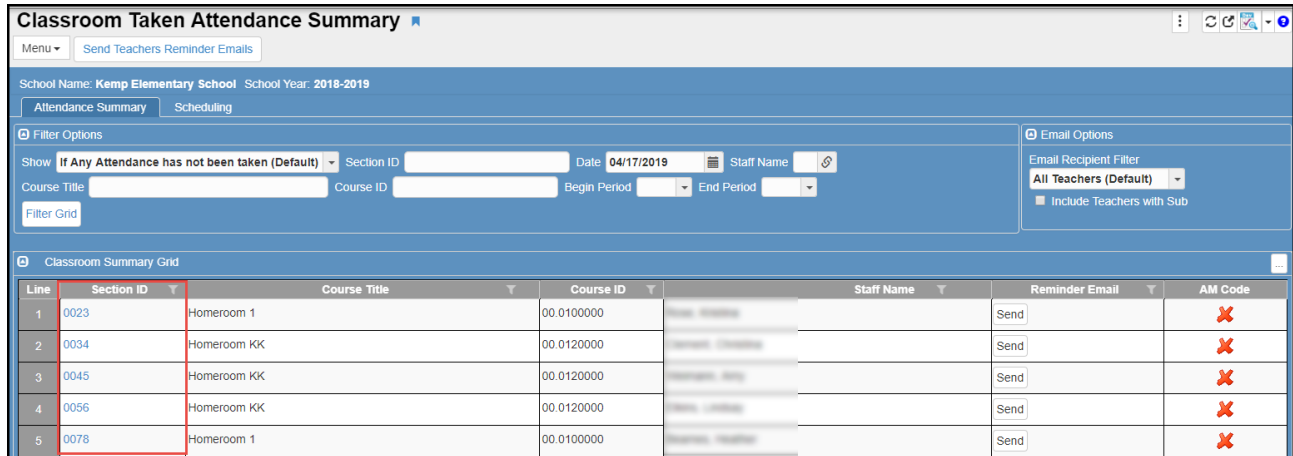 Classroom Taken Attendance Summary
Menu Send Teachers Reminder Emails
School Name: Kemp Elementary School School Year: 2018-2019
Attendance Summary Scheduling
Filter Options
Email Options
Show If Any Attendance has not been taken (Default) Section ID Date 04/17/2019 Staff Name
Email Recipient Filter
Course Title Course ID Begin Period End Period
All Teachers (Default)
Include Teachers with Sub
Filter Grid
Classroom Summary Grid ...
Line Section ID Course Title Course ID Staff Name Reminder Email AM Code
1 0023 Homeroom 1 00.0100000 Send
2 0034 Homeroom KK 00.0120000 Send
3 0045 Homeroom KK 00.0120000 Send
4 0056 Homeroom KK 00.0120000 Send
5 0078 Homeroom 1 00.0100000 Send